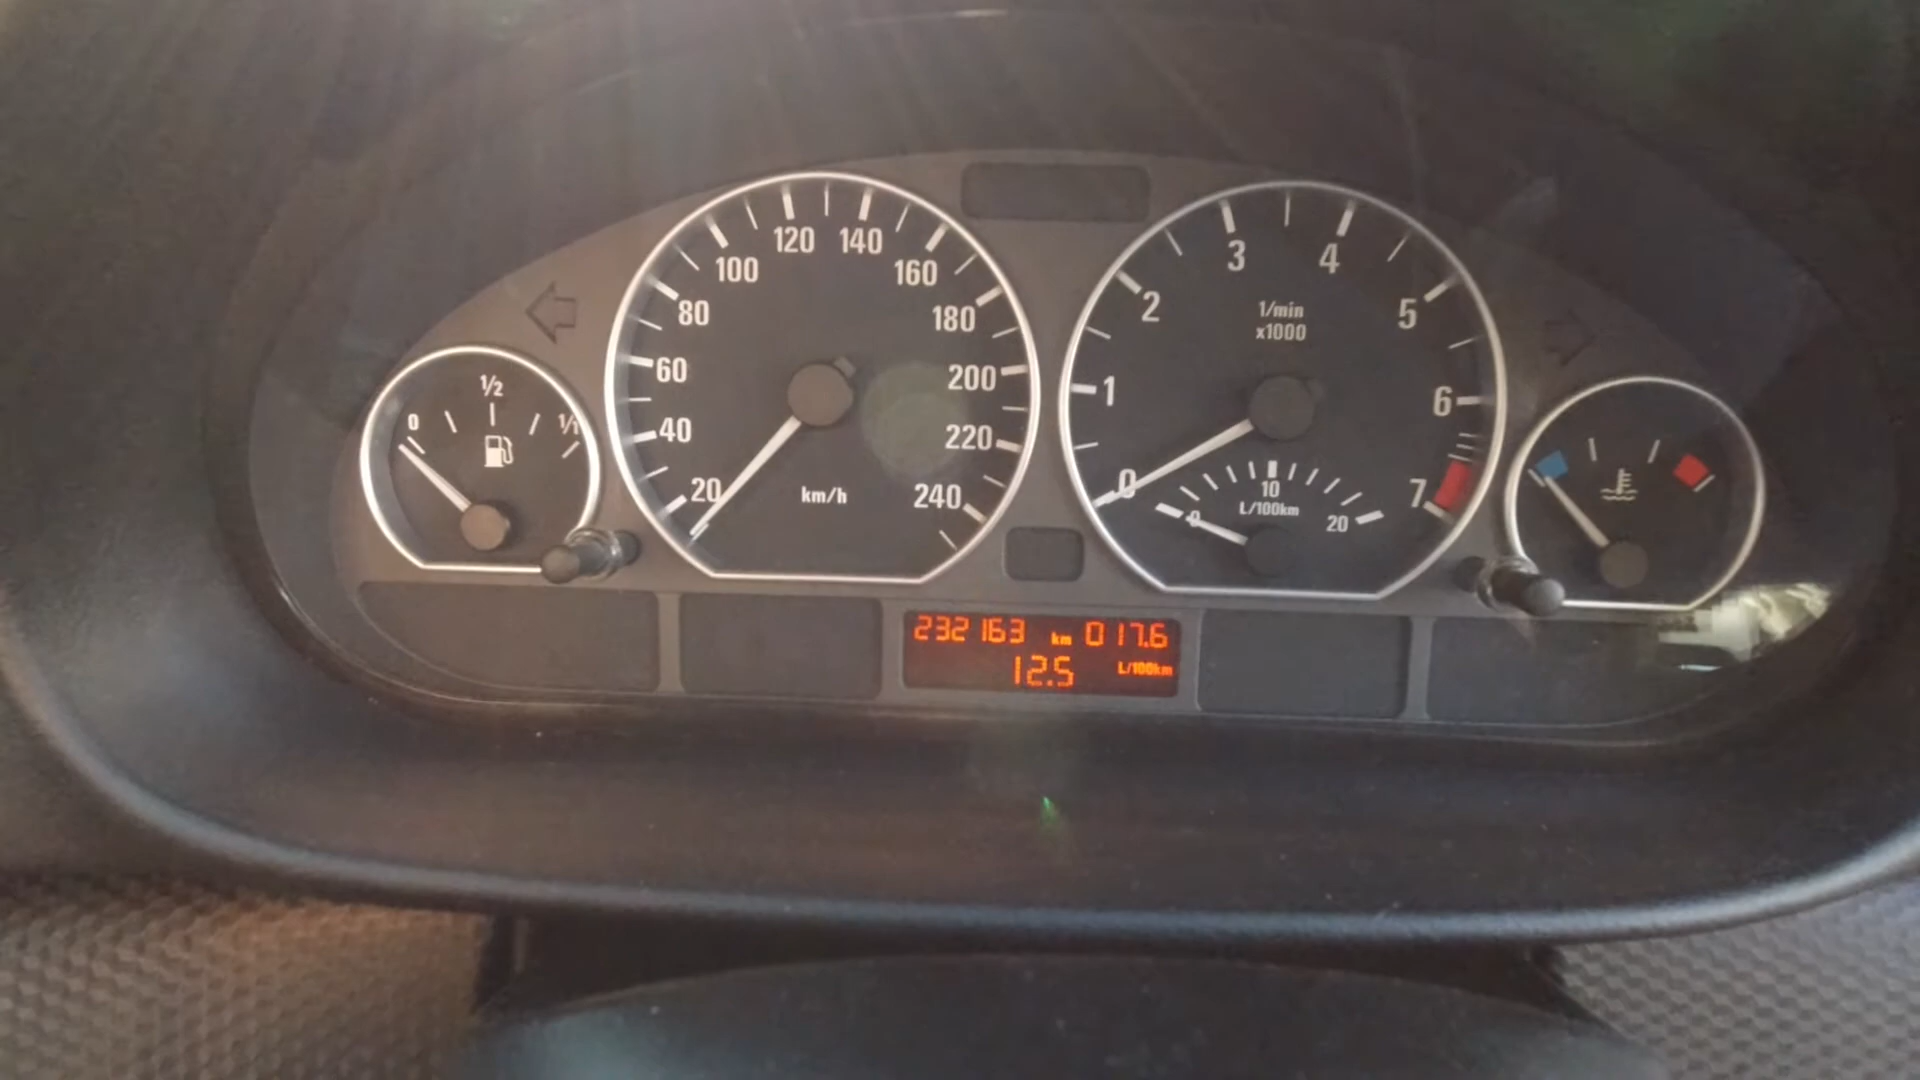 0 1/2 1/1
20 40 60 80 100 120 140 160 180 200 220 240
km/h
0 1 2 3 4 5 6 7
1/min
x1000
0 10 20
L/100km
232163 km 017.6
12.5 L/100km